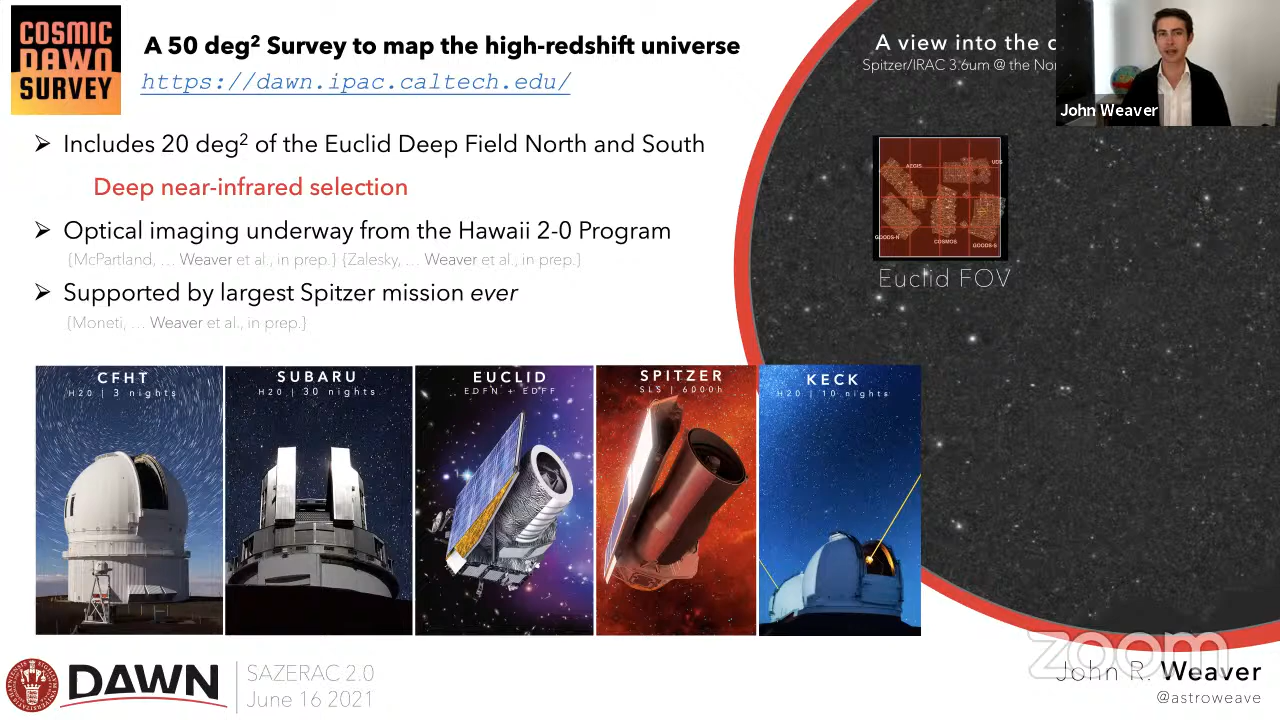 COSMIC
DAWN
SURVEY
A 50 deg² Survey to map the high-redshift universe
https://dawn.ipac.caltech.edu/
➢ Includes 20 deg² of the Euclid Deep Field North and South
Deep near-infrared selection
➢ Optical imaging underway from the Hawaii 2-0 Program
{McPartland, … Weaver et al., in prep.} {Zalesky, … Weaver et al., in prep.}
➢ Supported by largest Spitzer mission ever
{Moneti, … Weaver et al., in prep.}
A view into the
Spitzer/IRAC 3.6um @ the
John Weaver
AEGIS
UDS
GOODS-N
COSMOS
GOODS-S
Euclid FOV
CFHT
H20 | 3 nights
SUBARU
H20 | 30 nights
EUCLID
EDFN + EDFF
SPITZER
SLS | 6000h
KECK
H20 | 10 nights
DAWN
SAZERAC 2.0
June 16 2021
zoom
John R. Weaver
@astroweave